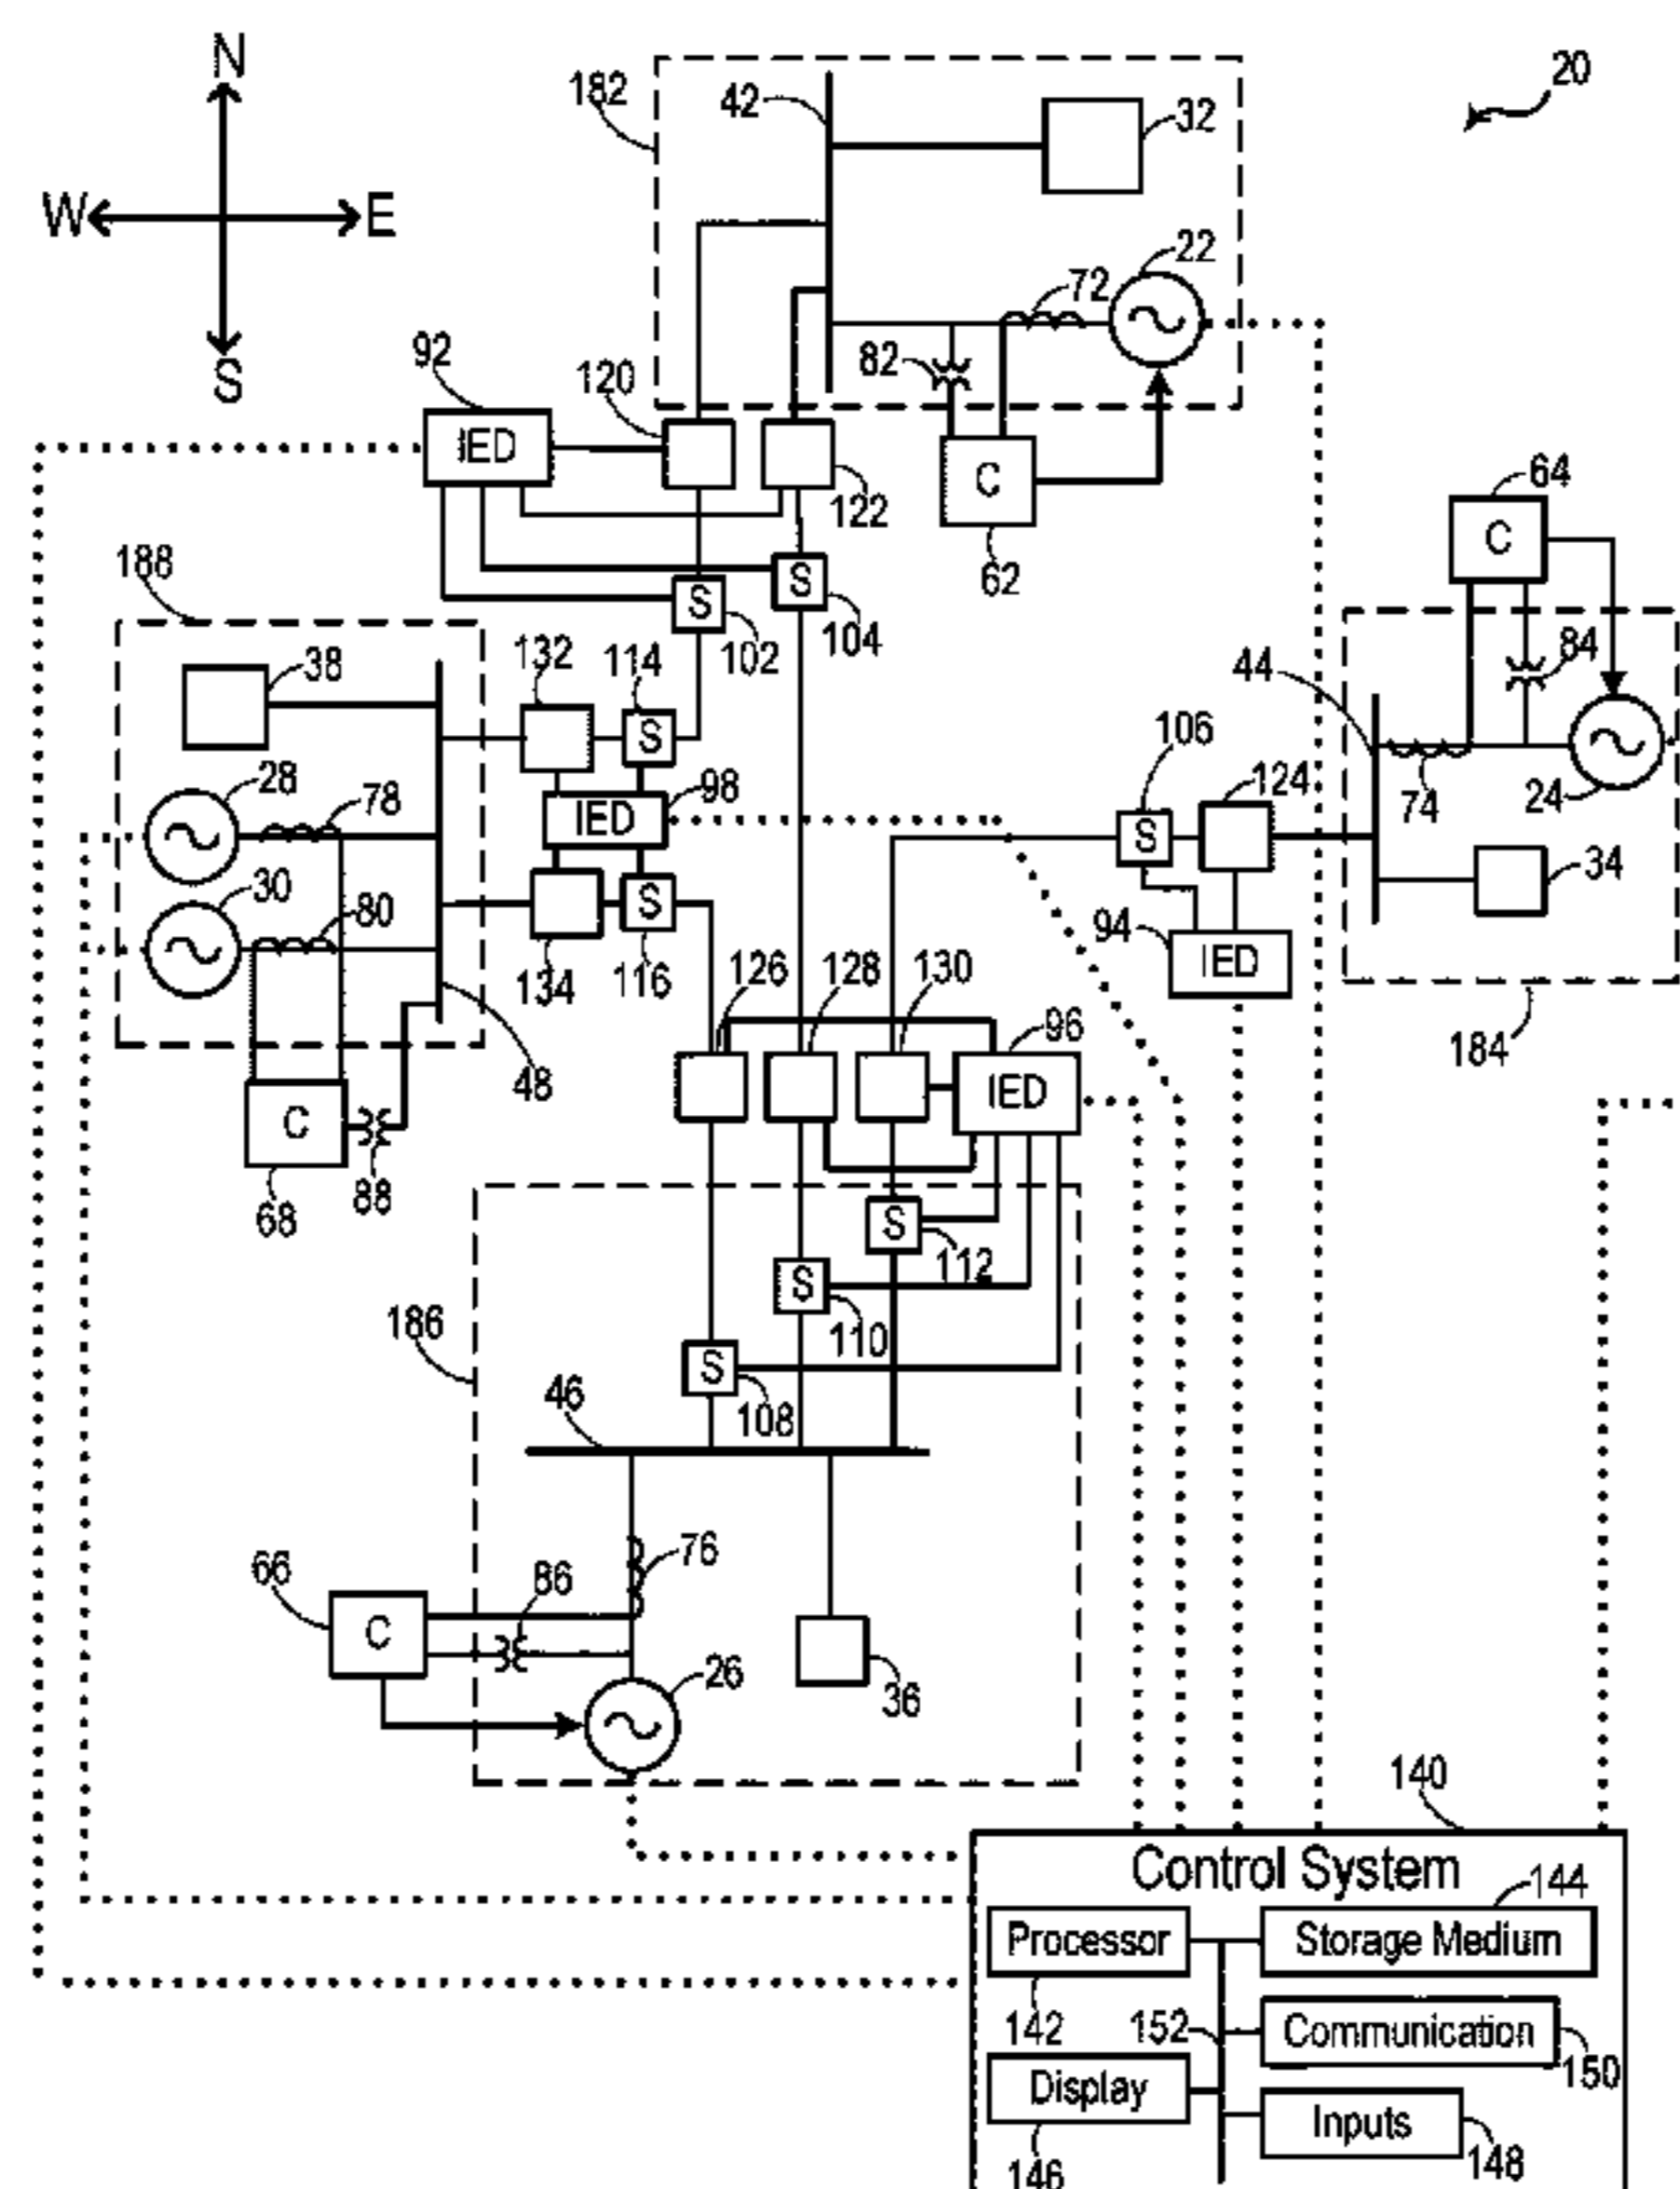 N
W
E
S
20
182
42
32
22
72
82
92
120
IED
122
C
62
64
C
188
S
104
S
102
38
132
114
84
44
S
106
124
28
78
IED
98
S
74
24
34
30
80
S
94
IED
134
116
126
128
130
96
184
48
IED
C
88
68
S
112
S
110
186
S
108
46
76
66
86
C
26
36
140
Control System
144
Processor
Storage Medium
142
152
Communication
150
Display
Inputs
148
146